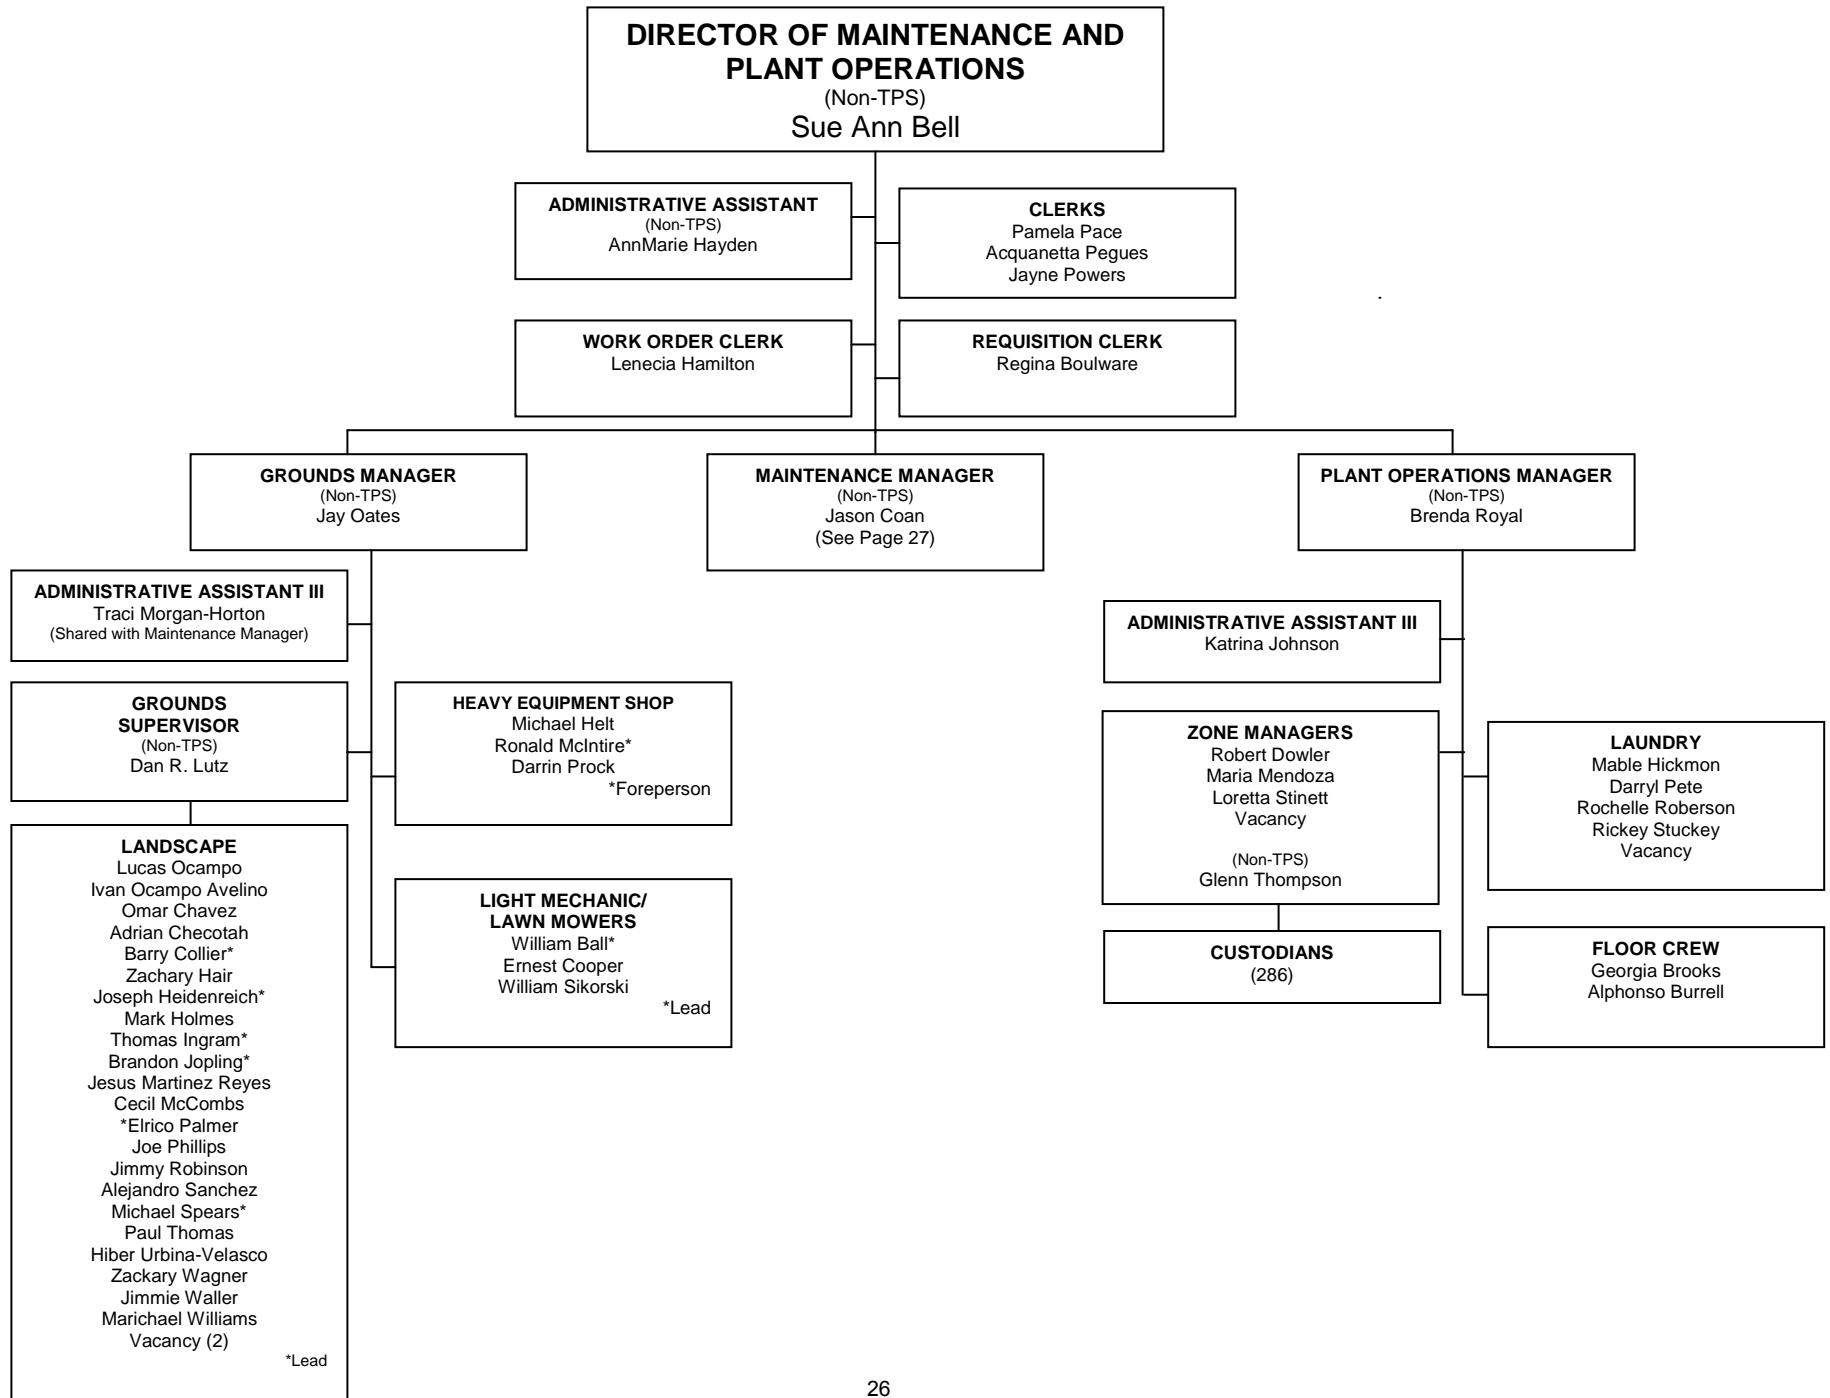 DIRECTOR OF MAINTENANCE AND
PLANT OPERATIONS
(Non-TPS)
Sue Ann Bell
ADMINISTRATIVE ASSISTANT
(Non-TPS)
AnnMarie Hayden
CLERKS
Pamela Pace
Acquanetta Pegues
Jayne Powers
.
WORK ORDER CLERK
Lenecia Hamilton
REQUISITION CLERK
Regina Boulware
GROUNDS MANAGER
(Non-TPS)
Jay Oates
MAINTENANCE MANAGER
(Non-TPS)
Jason Coan
(See Page 27)
PLANT OPERATIONS MANAGER
(Non-TPS)
Brenda Royal
ADMINISTRATIVE ASSISTANT III
Traci Morgan-Horton
(Shared with Maintenance Manager)
GROUNDS
SUPERVISOR
(Non-TPS)
Dan R. Lutz
HEAVY EQUIPMENT SHOP
Michael Helt
Ronald McIntire*
Darrin Prock
*Foreperson
LANDSCAPE
Lucas Ocampo
Ivan Ocampo Avelino
Omar Chavez
Adrian Checotah
Barry Collier*
Zachary Hair
Joseph Heidenreich*
Mark Holmes
Thomas Ingram*
Brandon Jopling*
Jesus Martinez Reyes
Cecil McCombs
*Elrico Palmer
Joe Phillips
Jimmy Robinson
Alejandro Sanchez
Michael Spears*
Paul Thomas
Hiber Urbina-Velasco
Zackary Wagner
Jimmie Waller
Marichael Williams
Vacancy (2)
*Lead
LIGHT MECHANIC/
LAWN MOWERS
William Ball*
Ernest Cooper
William Sikorski
*Lead
ADMINISTRATIVE ASSISTANT III
Katrina Johnson
ZONE MANAGERS
Robert Dowler
Maria Mendoza
Loretta Stinett
Vacancy
(Non-TPS)
Glenn Thompson
CUSTODIANS
(286)
LAUNDRY
Mable Hickmon
Darryl Pete
Rochelle Roberson
Rickey Stuckey
Vacancy
FLOOR CREW
Georgia Brooks
Alphonso Burrell
26